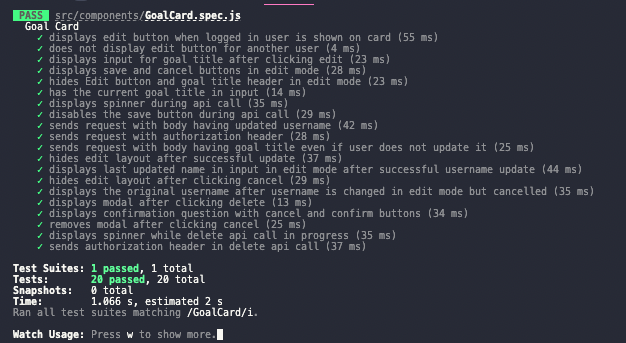 PASS src/components/GoalCard.spec.js
Goal Card
✓ displays edit button when logged in user is shown on card (55 ms)
✓ does not display edit button for another user (4 ms)
✓ displays input for goal title after clicking edit (23 ms)
✓ displays save and cancel buttons in edit mode (28 ms)
✓ hides Edit button and goal title header in edit mode (23 ms)
✓ has the current goal title in input (14 ms)
✓ displays spinner during api call (35 ms)
✓ disables the save button during api call (29 ms)
✓ sends request with body having updated username (42 ms)
✓ sends request with authorization header (28 ms)
✓ sends request with body having goal title even if user does not update it (25 ms)
✓ hides edit layout after successful update (37 ms)
✓ displays last updated name in input in edit mode after successful username update (44 ms)
✓ hides edit layout after clicking cancel (29 ms)
✓ displays the original username after username is changed in edit mode but cancelled (35 ms)
✓ displays modal after clicking delete (13 ms)
✓ displays confirmation question with cancel and confirm buttons (34 ms)
✓ removes modal after clicking cancel (25 ms)
✓ displays spinner while delete api call in progress (35 ms)
✓ sends authorization header in delete api call (37 ms)
Test Suites: 1 passed, 1 total
Tests: 20 passed, 20 total
Snapshots: 0 total
Time: 1.066 s, estimated 2 s
Ran all test suites matching /GoalCard/i.
Watch Usage: Press w to show more.